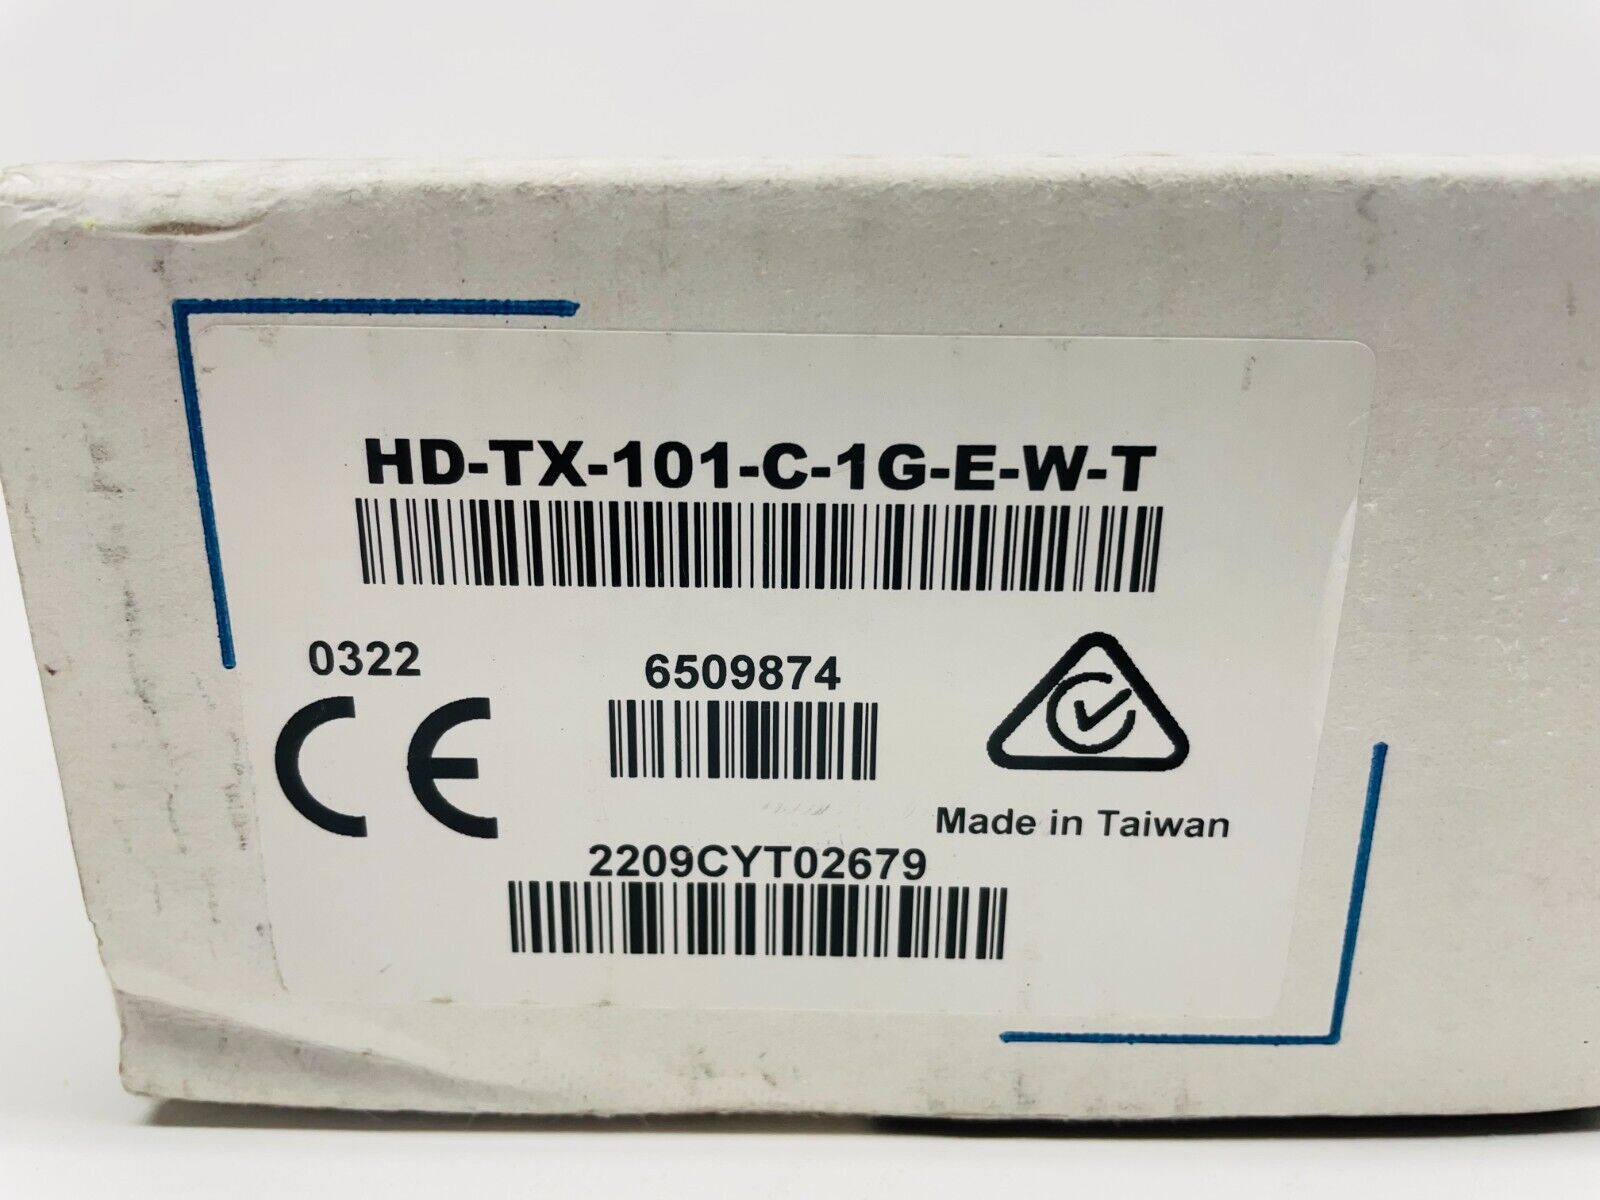 HD-TX-101-C-1G-E-W-T
0322
6509874
CE
Made in Taiwan
2209CYT02679